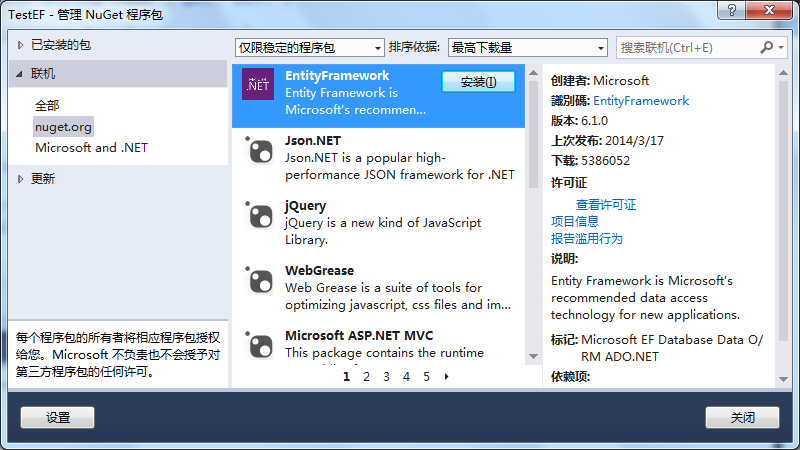 TestEF - 管理 NuGet 程序包
已安装的包
联机
全部
nuget.org
Microsoft and .NET
更新
每个程序包的所有者将相应程序包授权
给您。Microsoft 不负责也不会授予对
第三方程序包的任何许可。
仅限稳定的程序包
排序依据:
最高下载量
搜索联机(Ctrl+E)
.NET
EntityFramework
Entity Framework is
Microsoft's recommen...
安装(I)
Json.NET
Json.NET is a popular high-
performance JSON framework for .NET
jQuery
jQuery is a new kind of JavaScript
Library.
WebGrease
Web Grease is a suite of tools for
optimizing javascript, css files and im...
Microsoft ASP.NET MVC
This package contains the runtime
1 2 3 4 5
创建者: Microsoft
識別碼: EntityFramework
版本: 6.1.0
上次发布: 2014/3/17
下载: 5386052
许可证
查看许可证
项目信息
报告滥用行为
说明:
Entity Framework is Microsoft's
recommended data access
technology for new applications.
标记: Microsoft EF Database Data O/
RM ADO.NET
依赖项:
设置
关闭